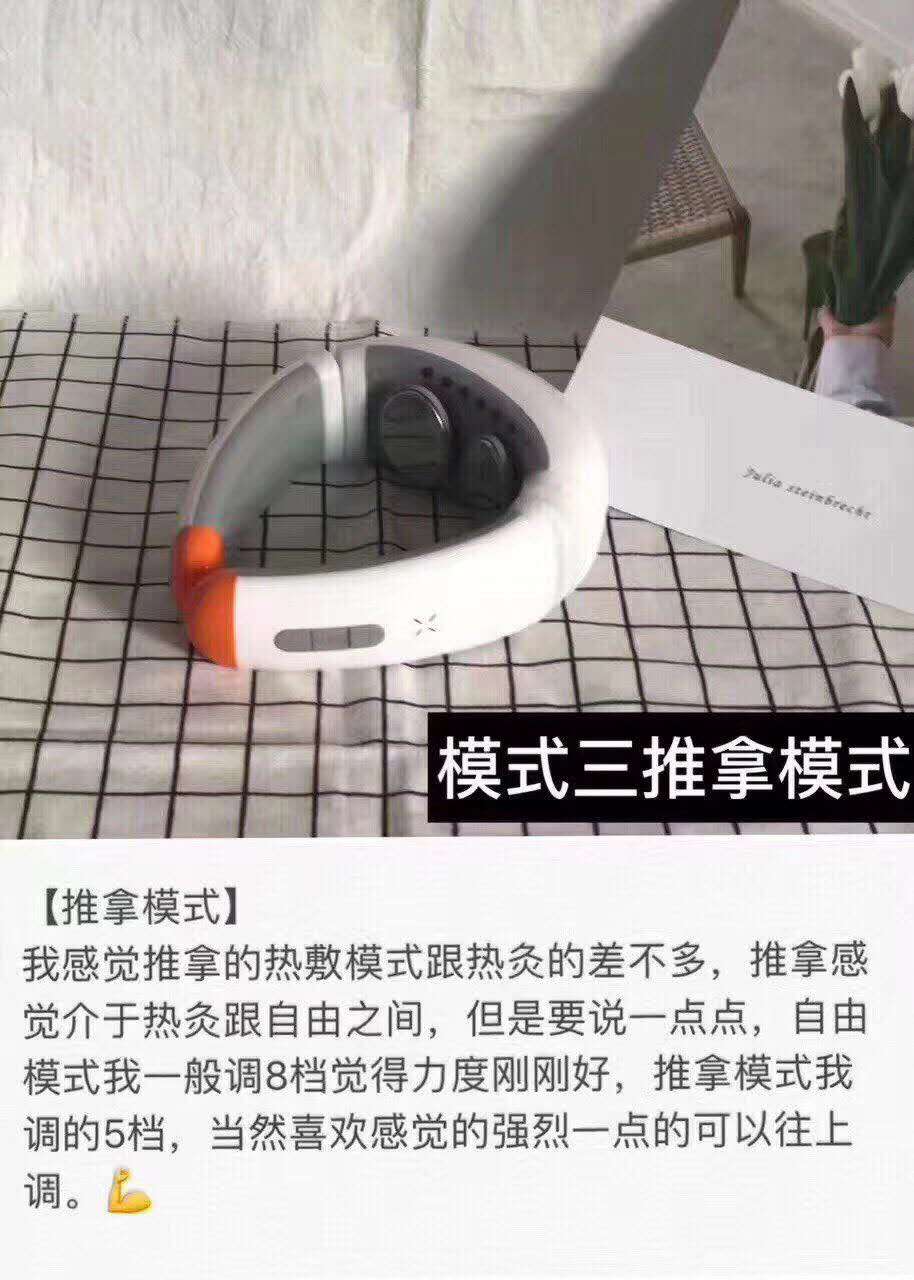 Julia steinbrecht
模式三推拿模式
【推拿模式】
我感觉推拿的热敷模式跟热灸的差不多，推拿感
觉介于热灸跟自由之间，但是要说一点点，自由
模式我一般调8档觉得力度刚刚好，推拿模式我
调的5档，当然喜欢感觉的强烈一点的可以往上
调。💪